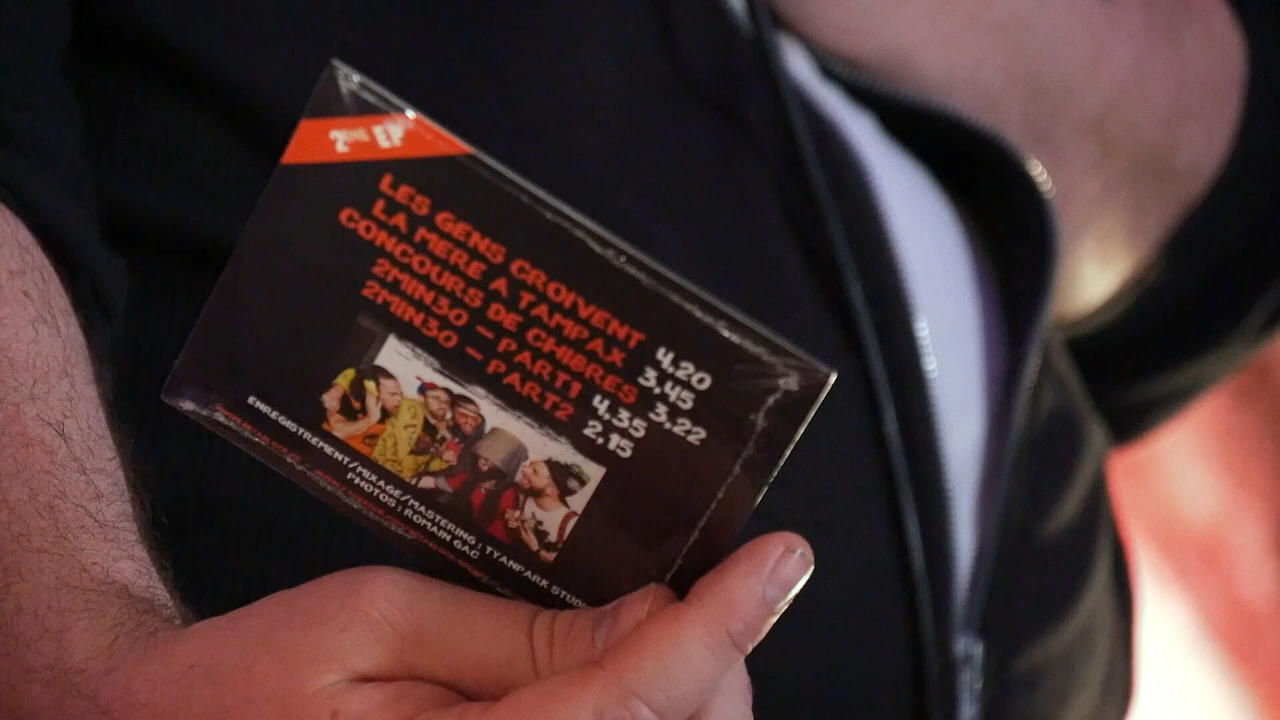 2ME EP
LES GENS CROIVENT 4,20
LA MERE A TAMPAX 3,45
CONCOURS DE CHIBRES 3,22
2MIN30 - PART1 4,35
2MIN30 - PART2 2,15
ENREGISTREMENT/MIXAGE/MASTERING : TYANPARK STUDIO
PHOTOS : ROMAIN GAC